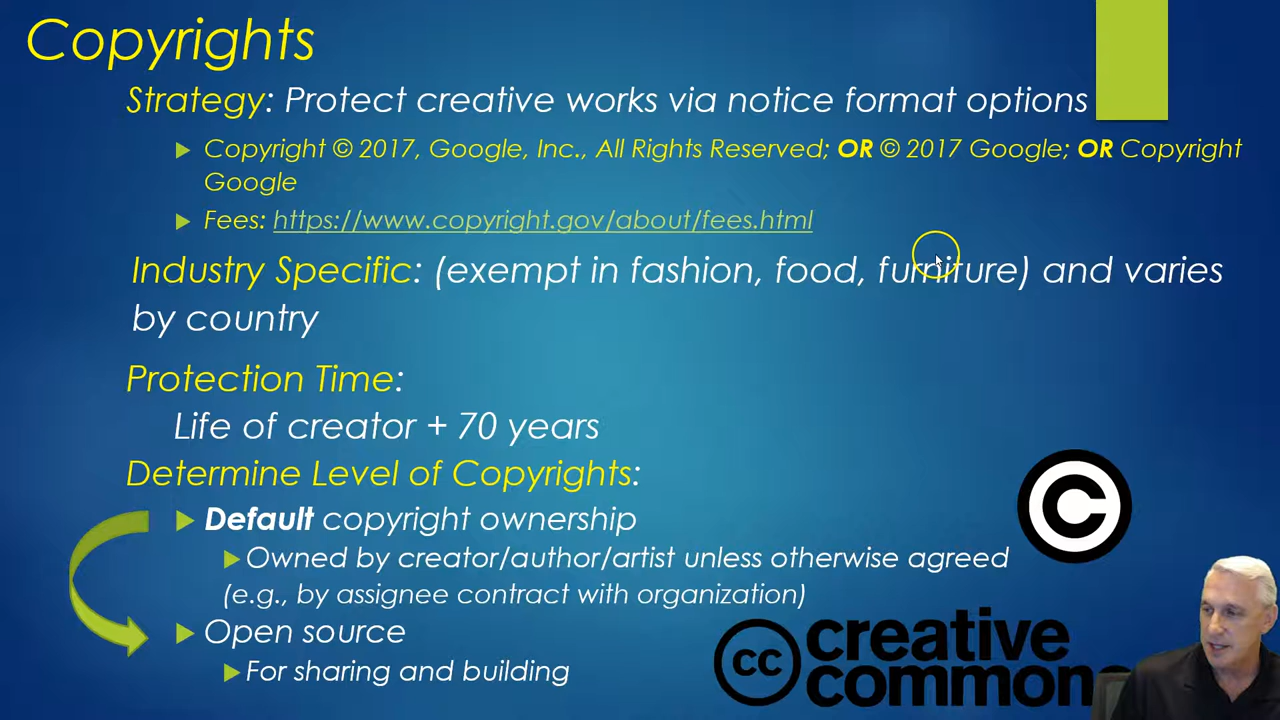 Copyrights
Strategy: Protect creative works via notice format options
Copyright © 2017, Google, Inc., All Rights Reserved; OR © 2017 Google; OR Copyright
Google
Fees: https://www.copyright.gov/about/fees.html
Industry Specific: (exempt in fashion, food, furniture) and varies
by country
Protection Time:
Life of creator + 70 years
Determine Level of Copyrights:
Default copyright ownership
Owned by creator/author/artist unless otherwise agreed
(e.g., by assignee contract with organization)
Open source
For sharing and building
©
cc creative
common